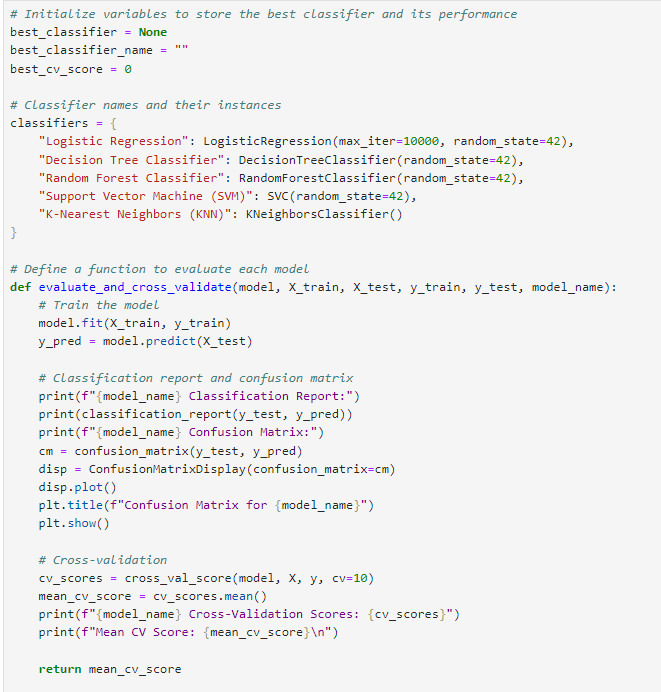 # Initialize variables to store the best classifier and its performance
best_classifier = None
best_classifier_name = ""
best_cv_score = 0

# Classifier names and their instances
classifiers = {
    "Logistic Regression": LogisticRegression(max_iter=10000, random_state=42),
    "Decision Tree Classifier": DecisionTreeClassifier(random_state=42),
    "Random Forest Classifier": RandomForestClassifier(random_state=42),
    "Support Vector Machine (SVM)": SVC(random_state=42),
    "K-Nearest Neighbors (KNN)": KNeighborsClassifier()
}

# Define a function to evaluate each model
def evaluate_and_cross_validate(model, X_train, X_test, y_train, y_test, model_name):
    # Train the model
    model.fit(X_train, y_train)
    y_pred = model.predict(X_test)

    # Classification report and confusion matrix
    print(f"{model_name} Classification Report:")
    print(classification_report(y_test, y_pred))
    print(f"{model_name} Confusion Matrix:")
    cm = confusion_matrix(y_test, y_pred)
    disp = ConfusionMatrixDisplay(confusion_matrix=cm)
    disp.plot()
    plt.title(f"Confusion Matrix for {model_name}")
    plt.show()

    # Cross-validation
    cv_scores = cross_val_score(model, X, y, cv=10)
    mean_cv_score = cv_scores.mean()
    print(f"{model_name} Cross-Validation Scores: {cv_scores}")
    print(f"Mean CV Score: {mean_cv_score}\n")

    return mean_cv_score